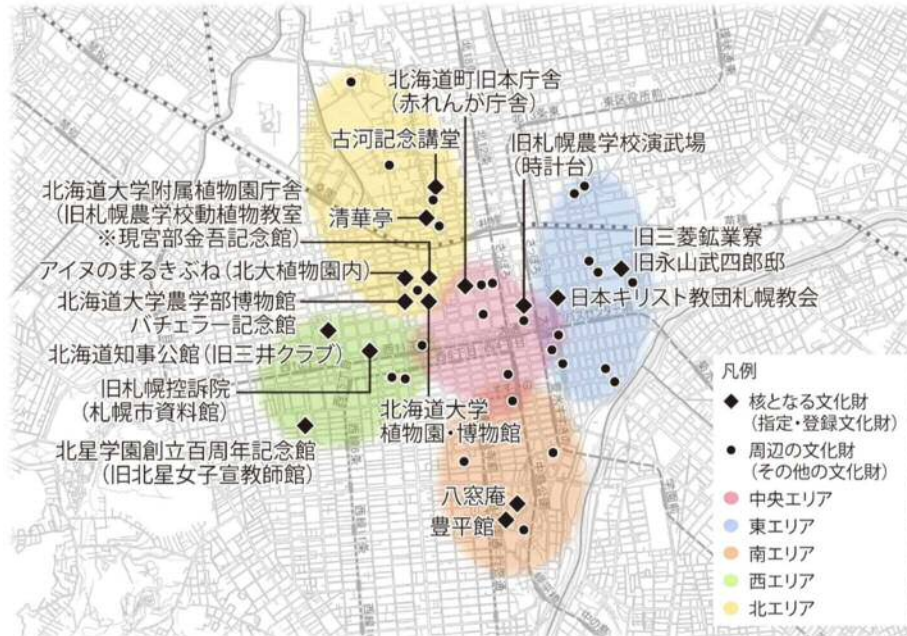 北海道町旧本庁舎
(赤れんが庁舎)
古河記念講堂
旧札幌農学校演武場
(時計台)
北海道大学附属植物園庁舎
(旧札幌農学校動植物教室
※現宮部金吾記念館)
清華亭
旧三菱鉱業寮
旧永山武四郎邸
アイヌのまるきぶね(北大植物園内)
北海道大学農学部博物館
バチェラー記念館
日本キリスト教団札幌教会
北海道知事公館(旧三井クラブ)
旧札幌控訴院
(札幌市資料館)
北海道大学
植物園・博物館
北星学園創立百周年記念館
(旧北星女子宣教師館)
八窓庵
豊平館
凡例
核となる文化財
(指定・登録文化財)
周辺の文化財
(その他の文化財)
中央エリア
東エリア
南エリア
西エリア
北エリア
東区役所前